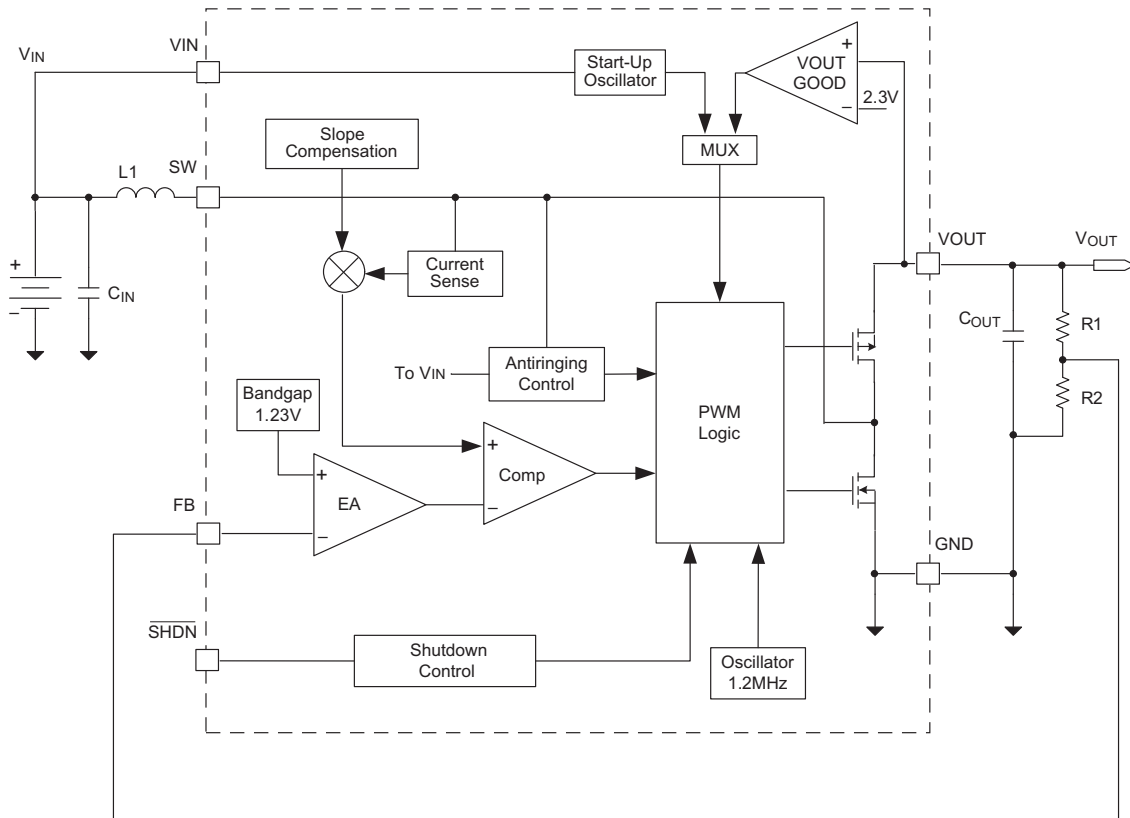 VIN
VIN
Start-Up
Oscillator
+
VOUT
GOOD
−
2.3V
Slope
Compensation
MUX
L1
SW
VOUT
VOUT
Current
Sense
+
−
CIN
COUT
R1
To VIN
Antiringing
Control
PWM
Logic
R2
Bandgap
1.23V
+
Comp
−
+
EA
−
FB
GND
SHDN
Shutdown
Control
Oscillator
1.2MHz